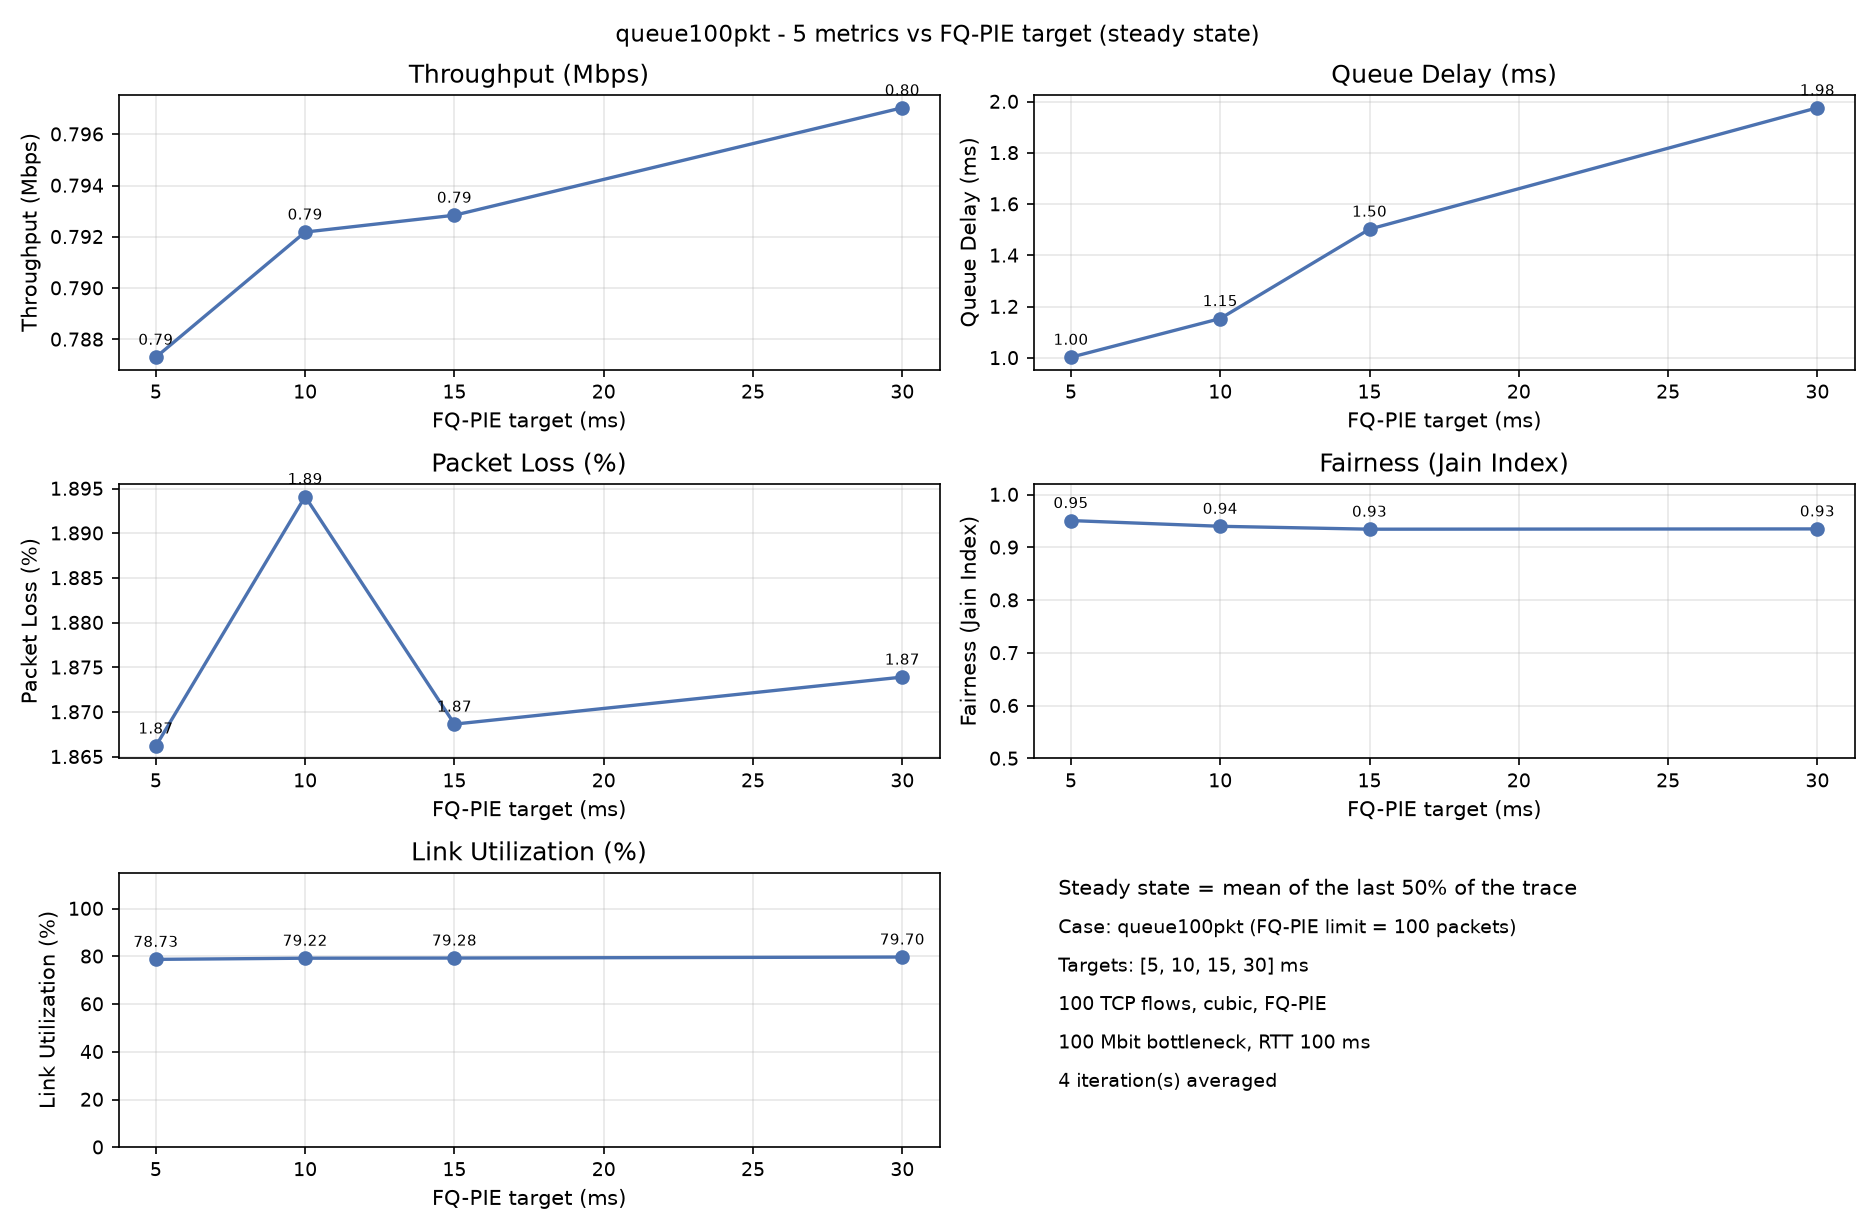 queue100pkt - 5 metrics vs FQ-PIE target (steady state)
Throughput (Mbps)
Throughput (Mbps)
0.796
0.794
0.792
0.790
0.788
0.79
0.79
0.79
0.80
5 10 15 20 25 30
FQ-PIE target (ms)
Queue Delay (ms)
Queue Delay (ms)
2.0
1.8
1.6
1.4
1.2
1.0
1.00
1.15
1.50
1.98
5 10 15 20 25 30
FQ-PIE target (ms)
Packet Loss (%)
Packet Loss (%)
1.895
1.890
1.885
1.880
1.875
1.870
1.865
1.87
1.89
1.87
1.87
5 10 15 20 25 30
FQ-PIE target (ms)
Fairness (Jain Index)
Fairness (Jain Index)
1.0
0.9
0.8
0.7
0.6
0.5
0.95
0.94
0.93
0.93
5 10 15 20 25 30
FQ-PIE target (ms)
Link Utilization (%)
Link Utilization (%)
100
80
60
40
20
0
78.73
79.22
79.28
79.70
5 10 15 20 25 30
FQ-PIE target (ms)
Steady state = mean of the last 50% of the trace
Case: queue100pkt (FQ-PIE limit = 100 packets)
Targets: [5, 10, 15, 30] ms
100 TCP flows, cubic, FQ-PIE
100 Mbit bottleneck, RTT 100 ms
4 iteration(s) averaged